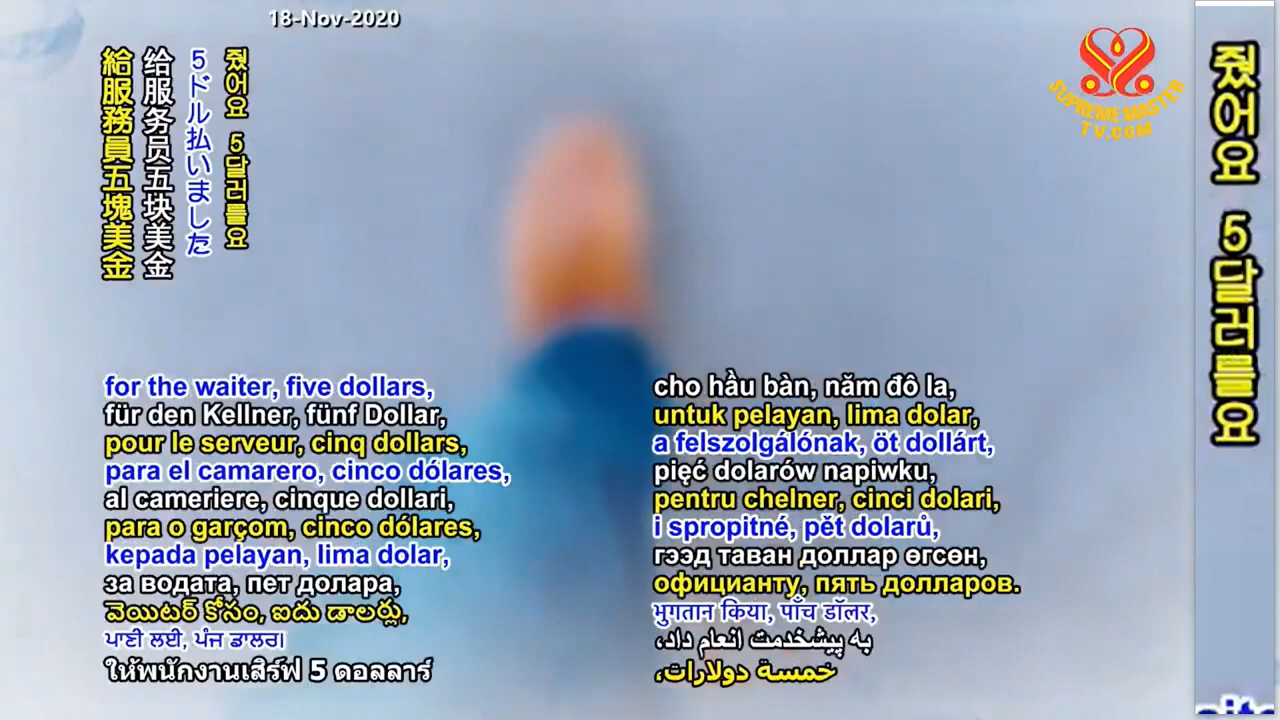 18-Nov-2020
SUPREME MASTER
TV.COM
給服務員五塊美金
给服务员五块美金
5ドル払いました
줬어요 5달러를요
for the waiter, five dollars,
für den Kellner, fünf Dollar,
pour le serveur, cinq dollars,
para el camarero, cinco dólares,
al cameriere, cinque dollari,
para o garçom, cinco dólares,
kepada pelayan, lima dolar,
за водата, пет долара,
వెయిటర్ కోసం, ఐదు డాలర్లు,
ਪਾਣੀ ਲਈ, ਪੰਜ ਡਾਲਰ।
ให้พนักงานเสิร์ฟ 5 ดอลลาร์
cho hầu bàn, năm đô la,
untuk pelayan, lima dolar,
a felszolgálónak, öt dollárt,
pięć dolarów napiwku,
pentru chelner, cinci dolari,
i spropitné, pět dolarů,
гээд таван доллар өгсөн,
официанту, пять долларов.
भुगतान किया, पाँच डॉलर,
به پیشخدمت انعام داد،
خمسة دولارات،
줬어요 5달러를요